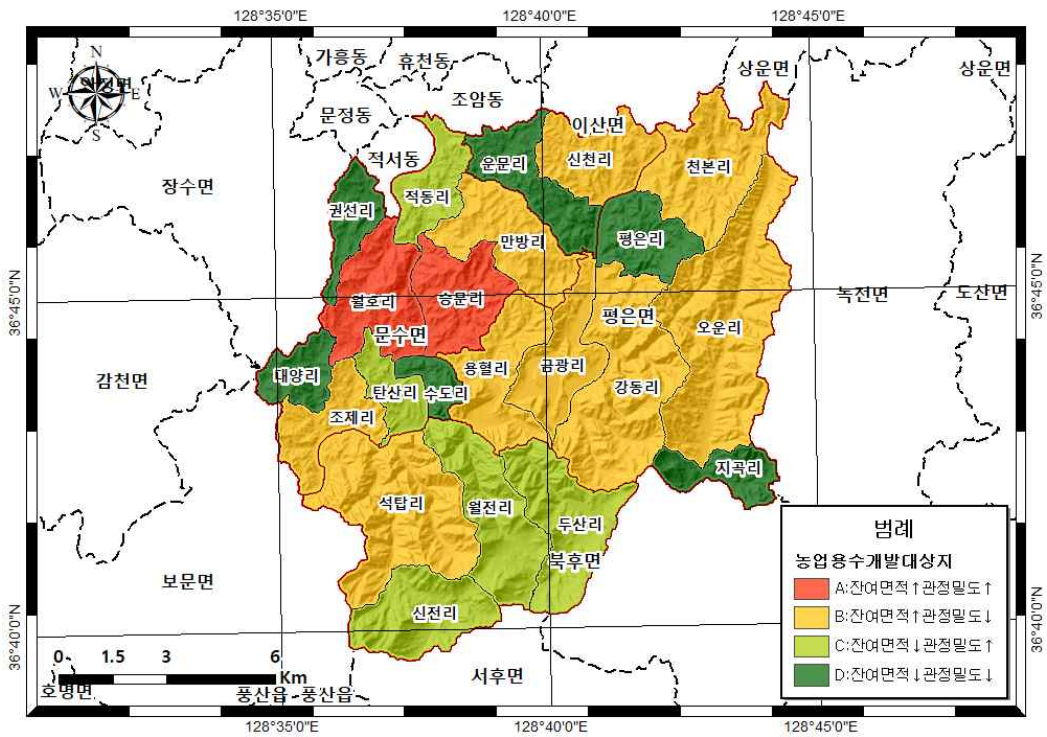 128°35'0"E 128°40'0"E 128°45'0"E
N
W E
S
가흥동 휴천동
상운면 상운면
조암동
문정동
이산면
적서동
운문리 신천리
천본리
장수면
적동리
권선리
만방리 평은리
36°45'0"N 36°45'0"N
월호리 승문리
녹전면 도산면
문수면 평은면
오운리
용혈리 금광리
대양리
감천면
탄산리 수도리 강동리
조제리
지곡리
석탑리 월전리
두산리
북후면
보문면
신전리
36°40'0"N 36°40'0"N
범례
농업용수개발대상지
A:잔여면적↑관정밀도↑
B:잔여면적↑관정밀도↓
C:잔여면적↓관정밀도↑
D:잔여면적↓관정밀도↓
0 1.5 3 6
Km
서후면
호명면 풍산읍 풍산읍
128°35'0"E 128°40'0"E 128°45'0"E